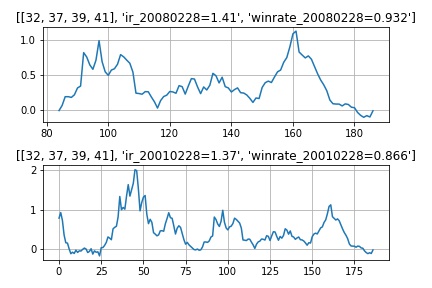 [[32, 37, 39, 41], 'ir_20080228=1.41', 'winrate_20080228=0.932']
1.0
0.5
0.0
80 100 120 140 160 180
[[32, 37, 39, 41], 'ir_20010228=1.37', 'winrate_20010228=0.866']
2
1
0
0 25 50 75 100 125 150 175